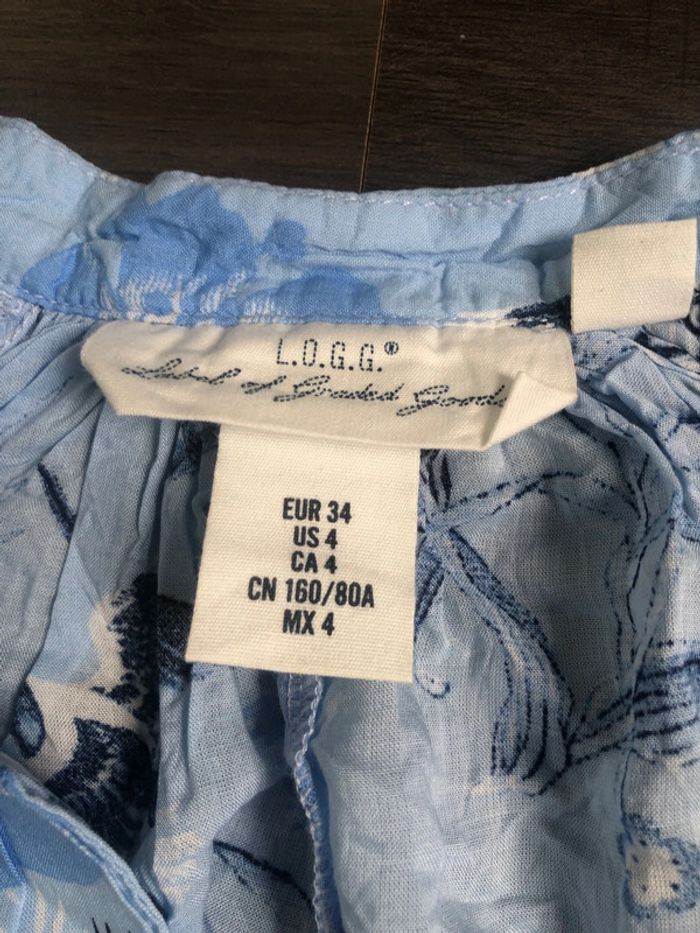 L.O.G.G.®
Label of Graded Goods
EUR 34
US 4
CA 4
CN 160/80A
MX 4